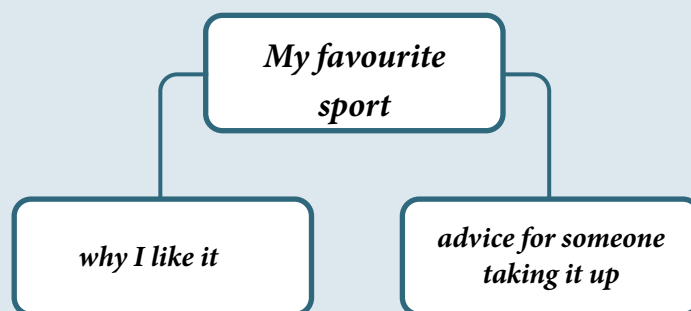 My favourite
sport
why I like it
advice for someone
taking it up